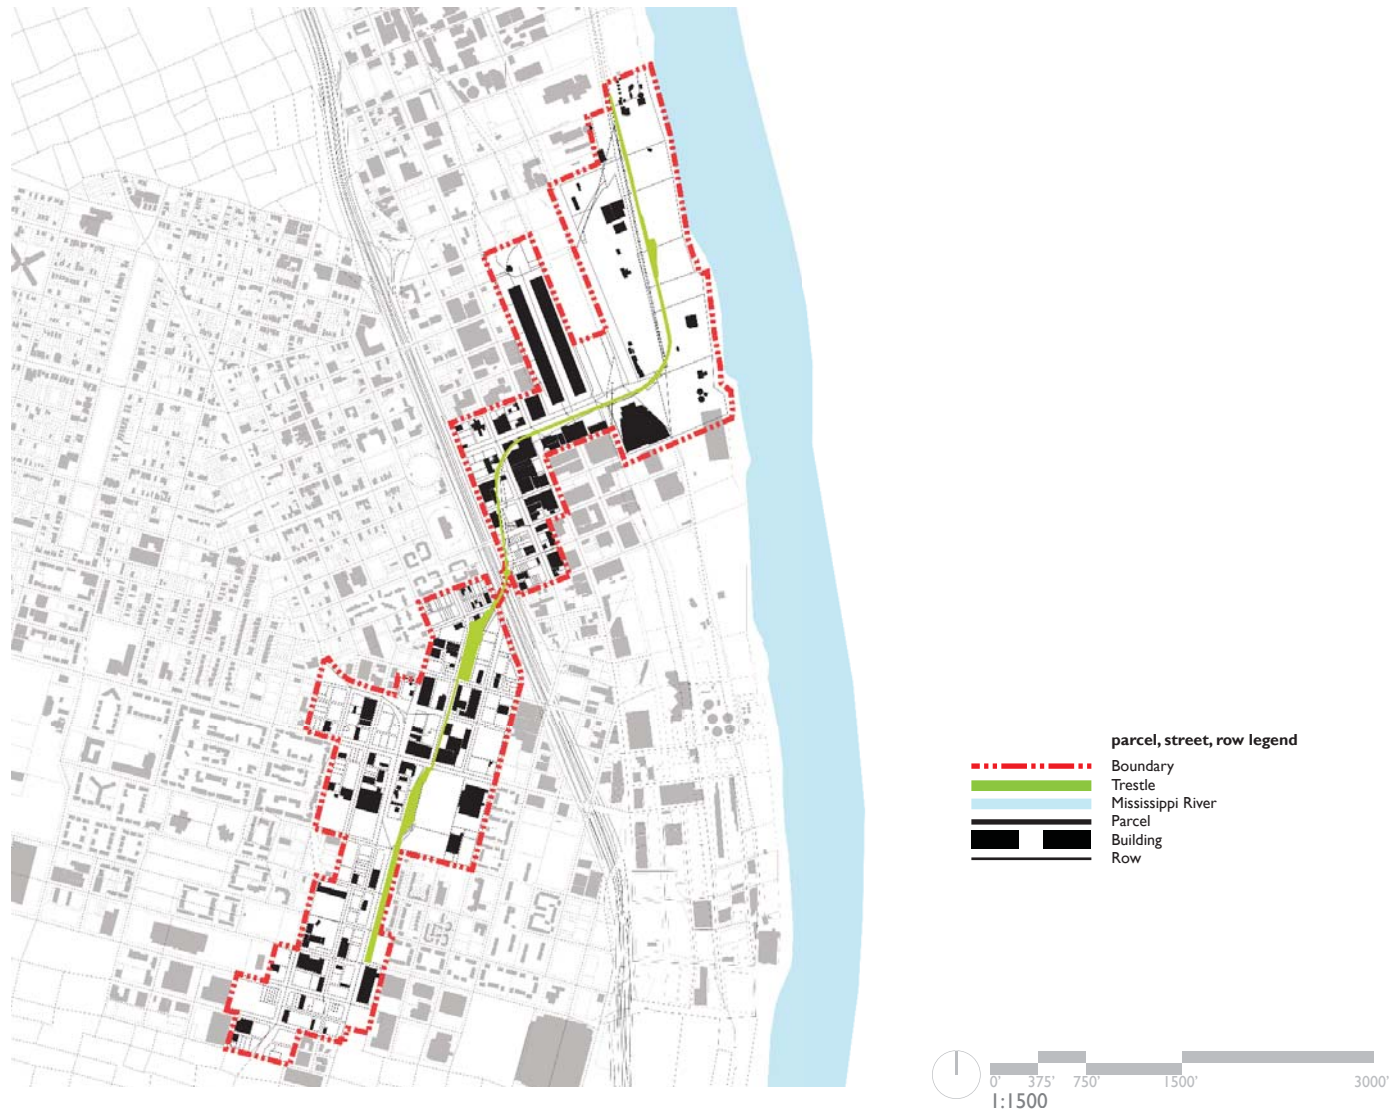 parcel, street, row legend
Boundary
Trestle
Mississippi River
Parcel
Building
Row
0' 375' 750' 1500' 3000'
1:1500